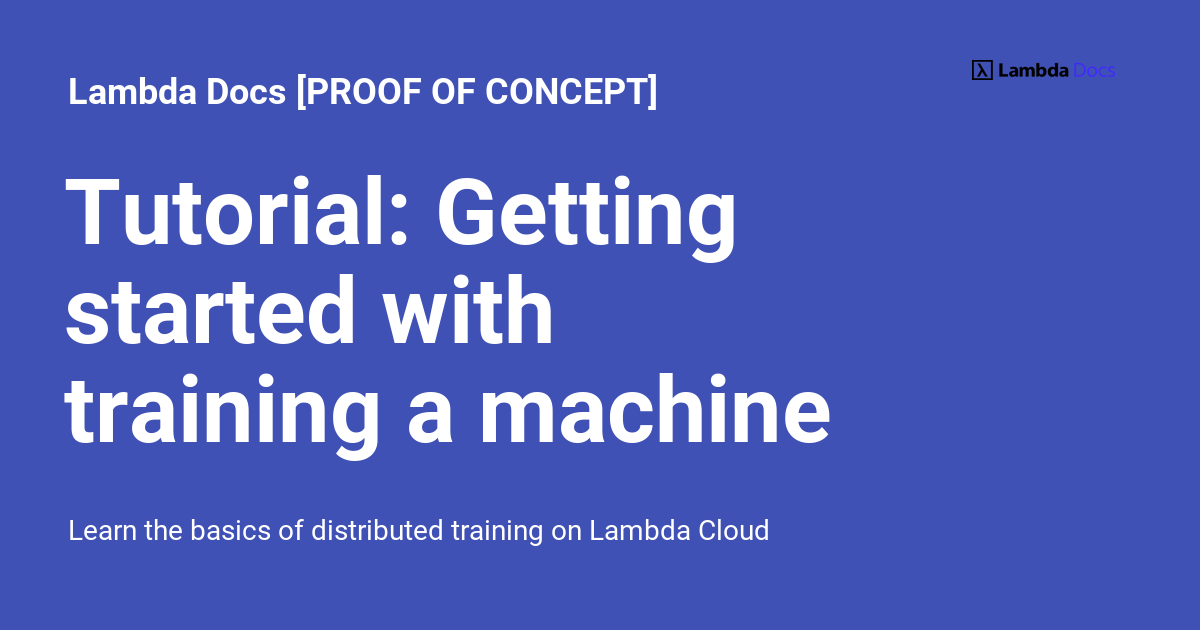 Lambda Docs [PROOF OF CONCEPT]
Lambda Docs
Tutorial: Getting
started with
training a machine
Learn the basics of distributed training on Lambda Cloud